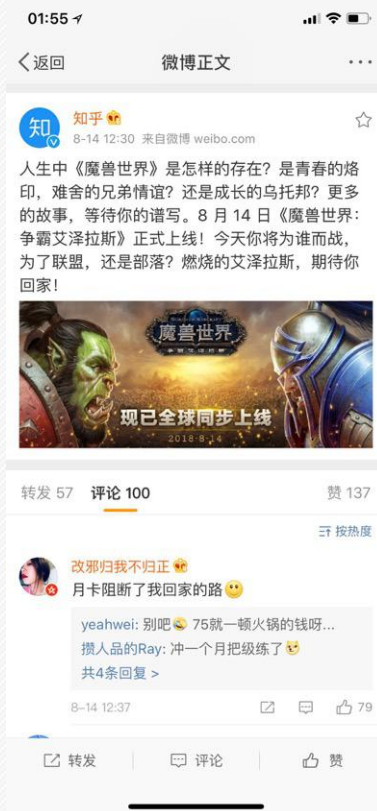 01:55
返回
微博正文
知乎
8-14 12:30 来自微博 weibo.com
人生中《魔兽世界》是怎样的存在？是青春的烙
印，难舍的兄弟情谊？还是成长的乌托邦？更多
的故事，等待你的谱写。8 月 14 日《魔兽世界：
争霸艾泽拉斯》正式上线！今天你将为谁而战，
为了联盟，还是部落？燃烧的艾泽拉斯，期待你
回家！
WORLD OF WARCRAFT
魔兽世界
争霸艾泽拉斯
现已全球同步上线
2018·8·14
转发 57 评论 100 赞 137
按热度
改邪归我不归正
月卡阻断了我回家的路
yeahwei: 别吧 75就一顿火锅的钱呀...
攒人品的Ray: 冲一个月把级练了
共4条回复 >
8-14 12:37 79
转发 评论 赞